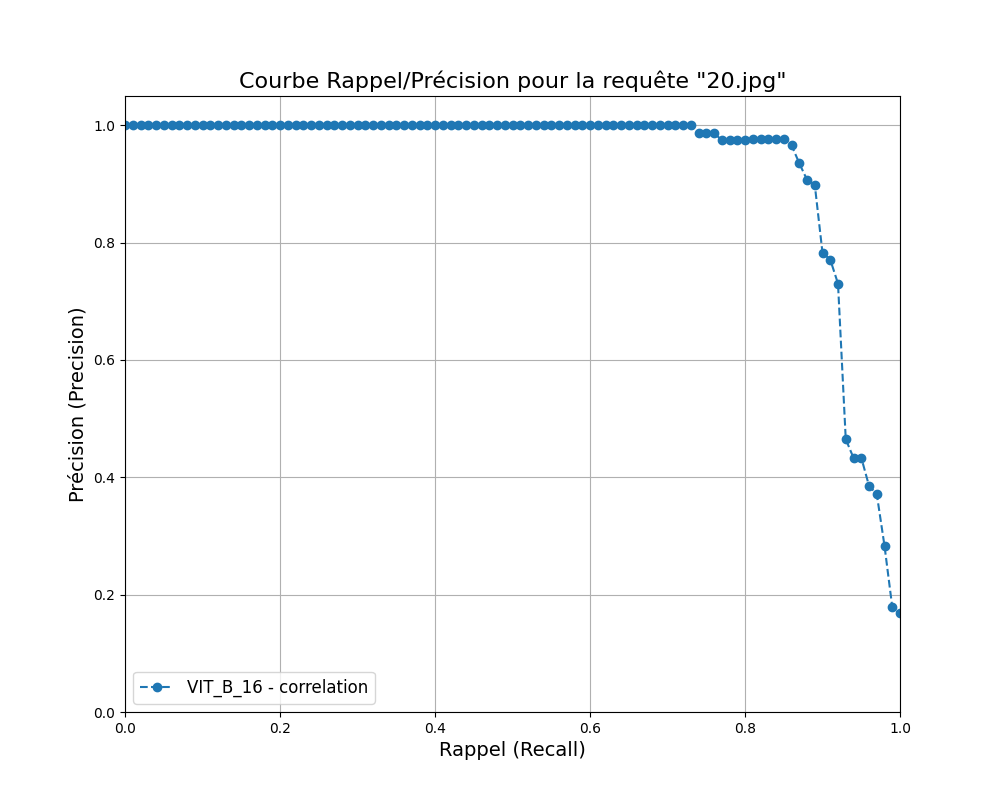 Courbe Rappel/Précision pour la requête "20.jpg"
Précision (Precision)
1.0
0.8
0.6
0.4
0.2
0.0
VIT_B_16 - correlation
0.0 0.2 0.4 0.6 0.8 1.0
Rappel (Recall)